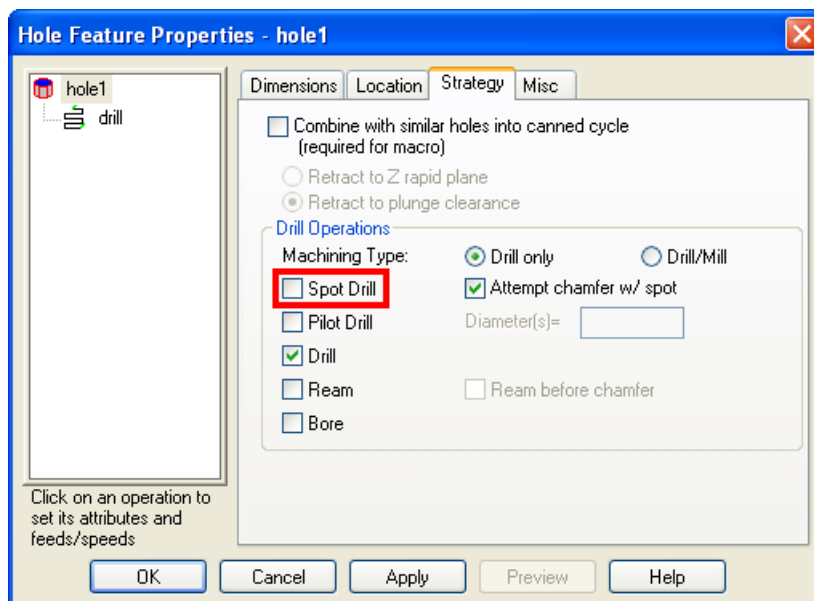 Hole Feature Properties - hole1
hole1
drill
Dimensions Location Strategy Misc
Combine with similar holes into canned cycle
(required for macro)
Retract to Z rapid plane
Retract to plunge clearance
Drill Operations
Machining Type: Drill only Drill/Mill
Spot Drill Attempt chamfer w/ spot
Pilot Drill Diameter(s)=
Drill
Ream Ream before chamfer
Bore
Click on an operation to
set its attributes and
feeds/speeds
OK Cancel Apply Preview Help